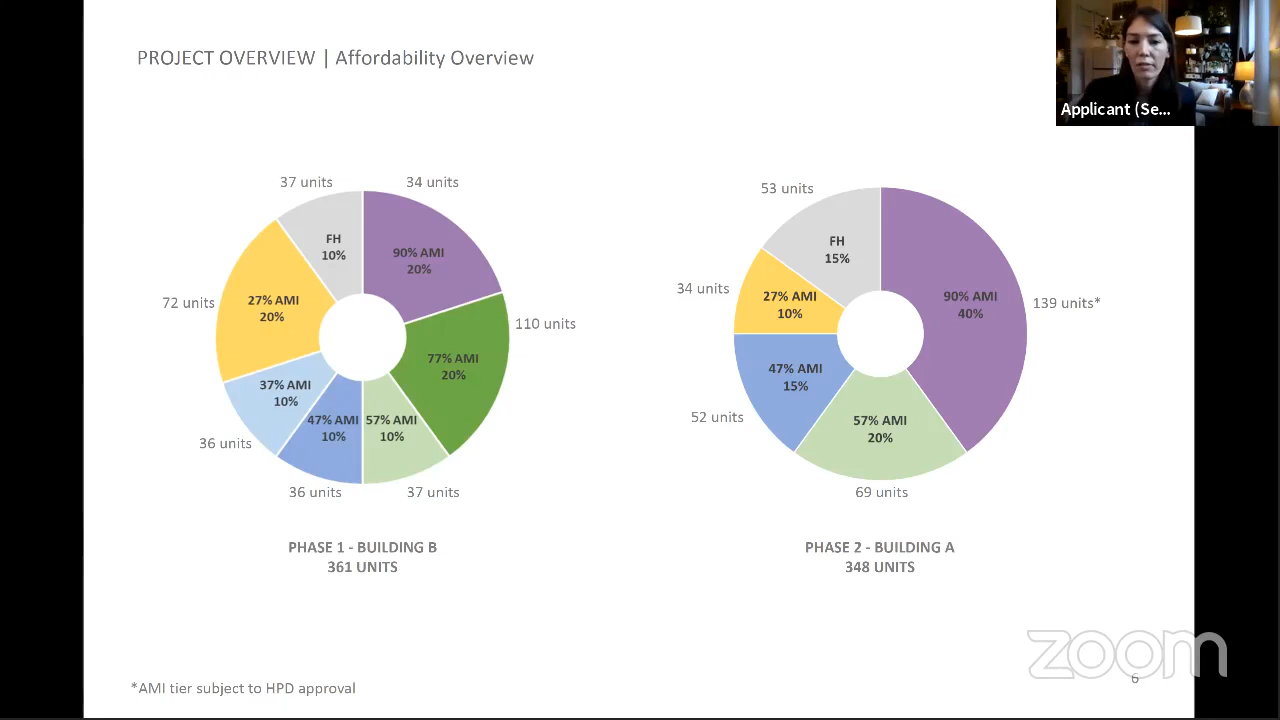 PROJECT OVERVIEW | Affordability Overview
Applicant (Se...
37 units
34 units
FH
10%
90% AMI
20%
72 units
27% AMI
20%
110 units
77% AMI
20%
37% AMI
10%
47% AMI
10%
57% AMI
10%
36 units
36 units
37 units
PHASE 1 - BUILDING B
361 UNITS
53 units
FH
15%
34 units
27% AMI
10%
90% AMI
40%
139 units*
47% AMI
15%
52 units
57% AMI
20%
69 units
PHASE 2 - BUILDING A
348 UNITS
zoom
6
*AMI tier subject to HPD approval